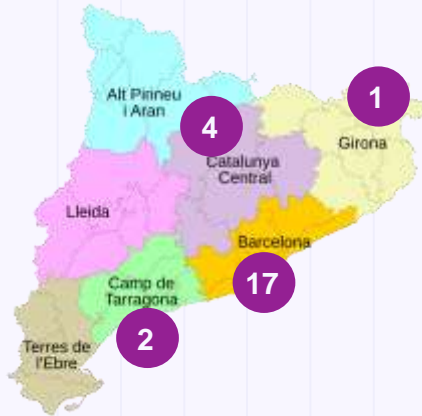 Alt Pirineu
i Aran
1
4
Girona
Catalunya
Central
Lleida
Barcelona
Camp de
Tarragona
17
2
Terres de
l'Ebre